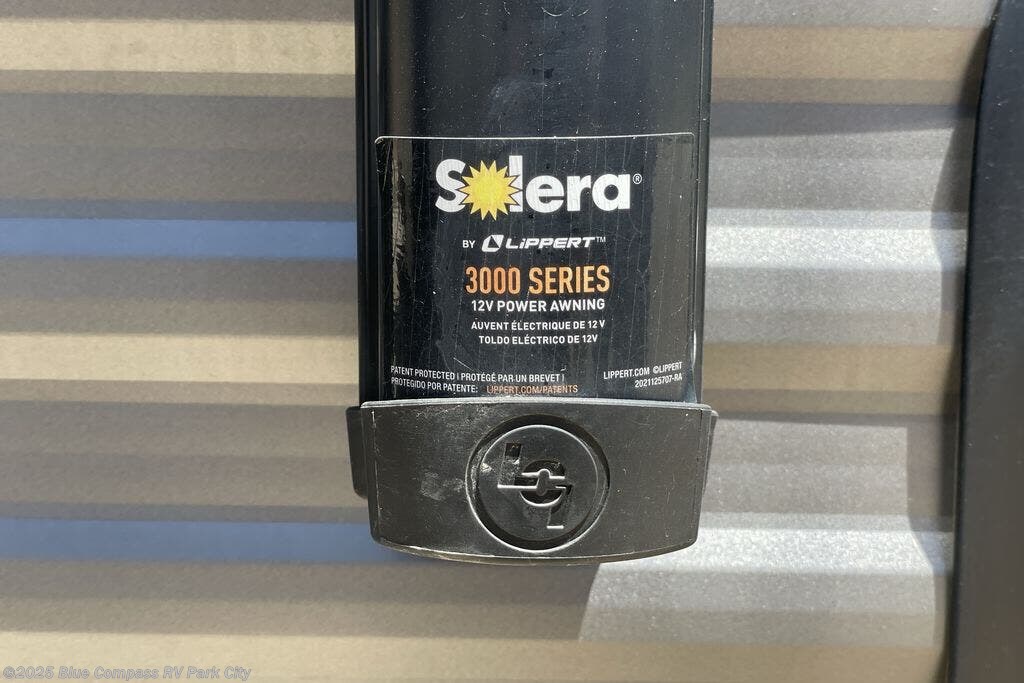 Solera®
BY LiPPERT™
3000 SERIES
12V POWER AWNING
AUVENT ÉLECTRIQUE DE 12 V
TOLDO ELÉCTRICO DE 12V
PATENT PROTECTED | PROTÉGÉ PAR UN BREVET |
PROTEGIDO POR PATENTE: LIPPERT.COM/PATENTS
LIPPERT.COM ©LIPPERT
2021125707-RA
LCI
©2025 Blue Compass RV Park City